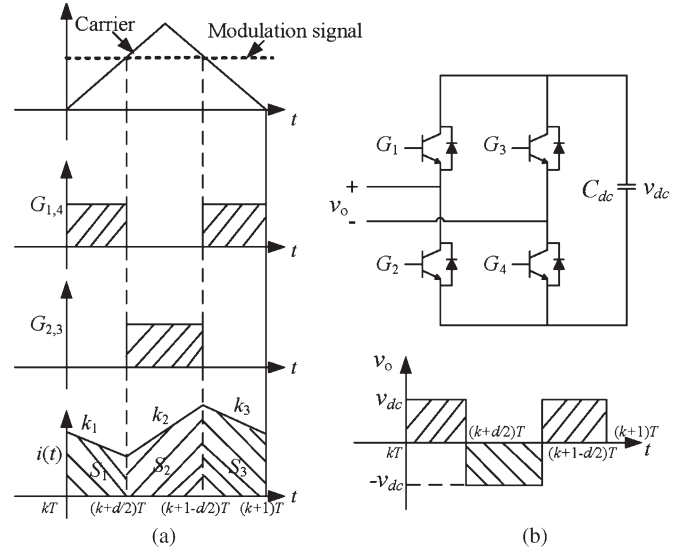 Carrier
Modulation signal
t
G1,4
t
G2,3
t
i(t)
k1
k2
k3
S1
S2
S3
t
kT
(k+d/2)T
(k+1-d/2)T
(k+1)T
(a)
G1
G3
+
vo
-
G2
G4
Cdc
vdc
vo
vdc
(k+d/2)T
(k+1)T
kT
(k+1-d/2)T
t
-vdc
(b)